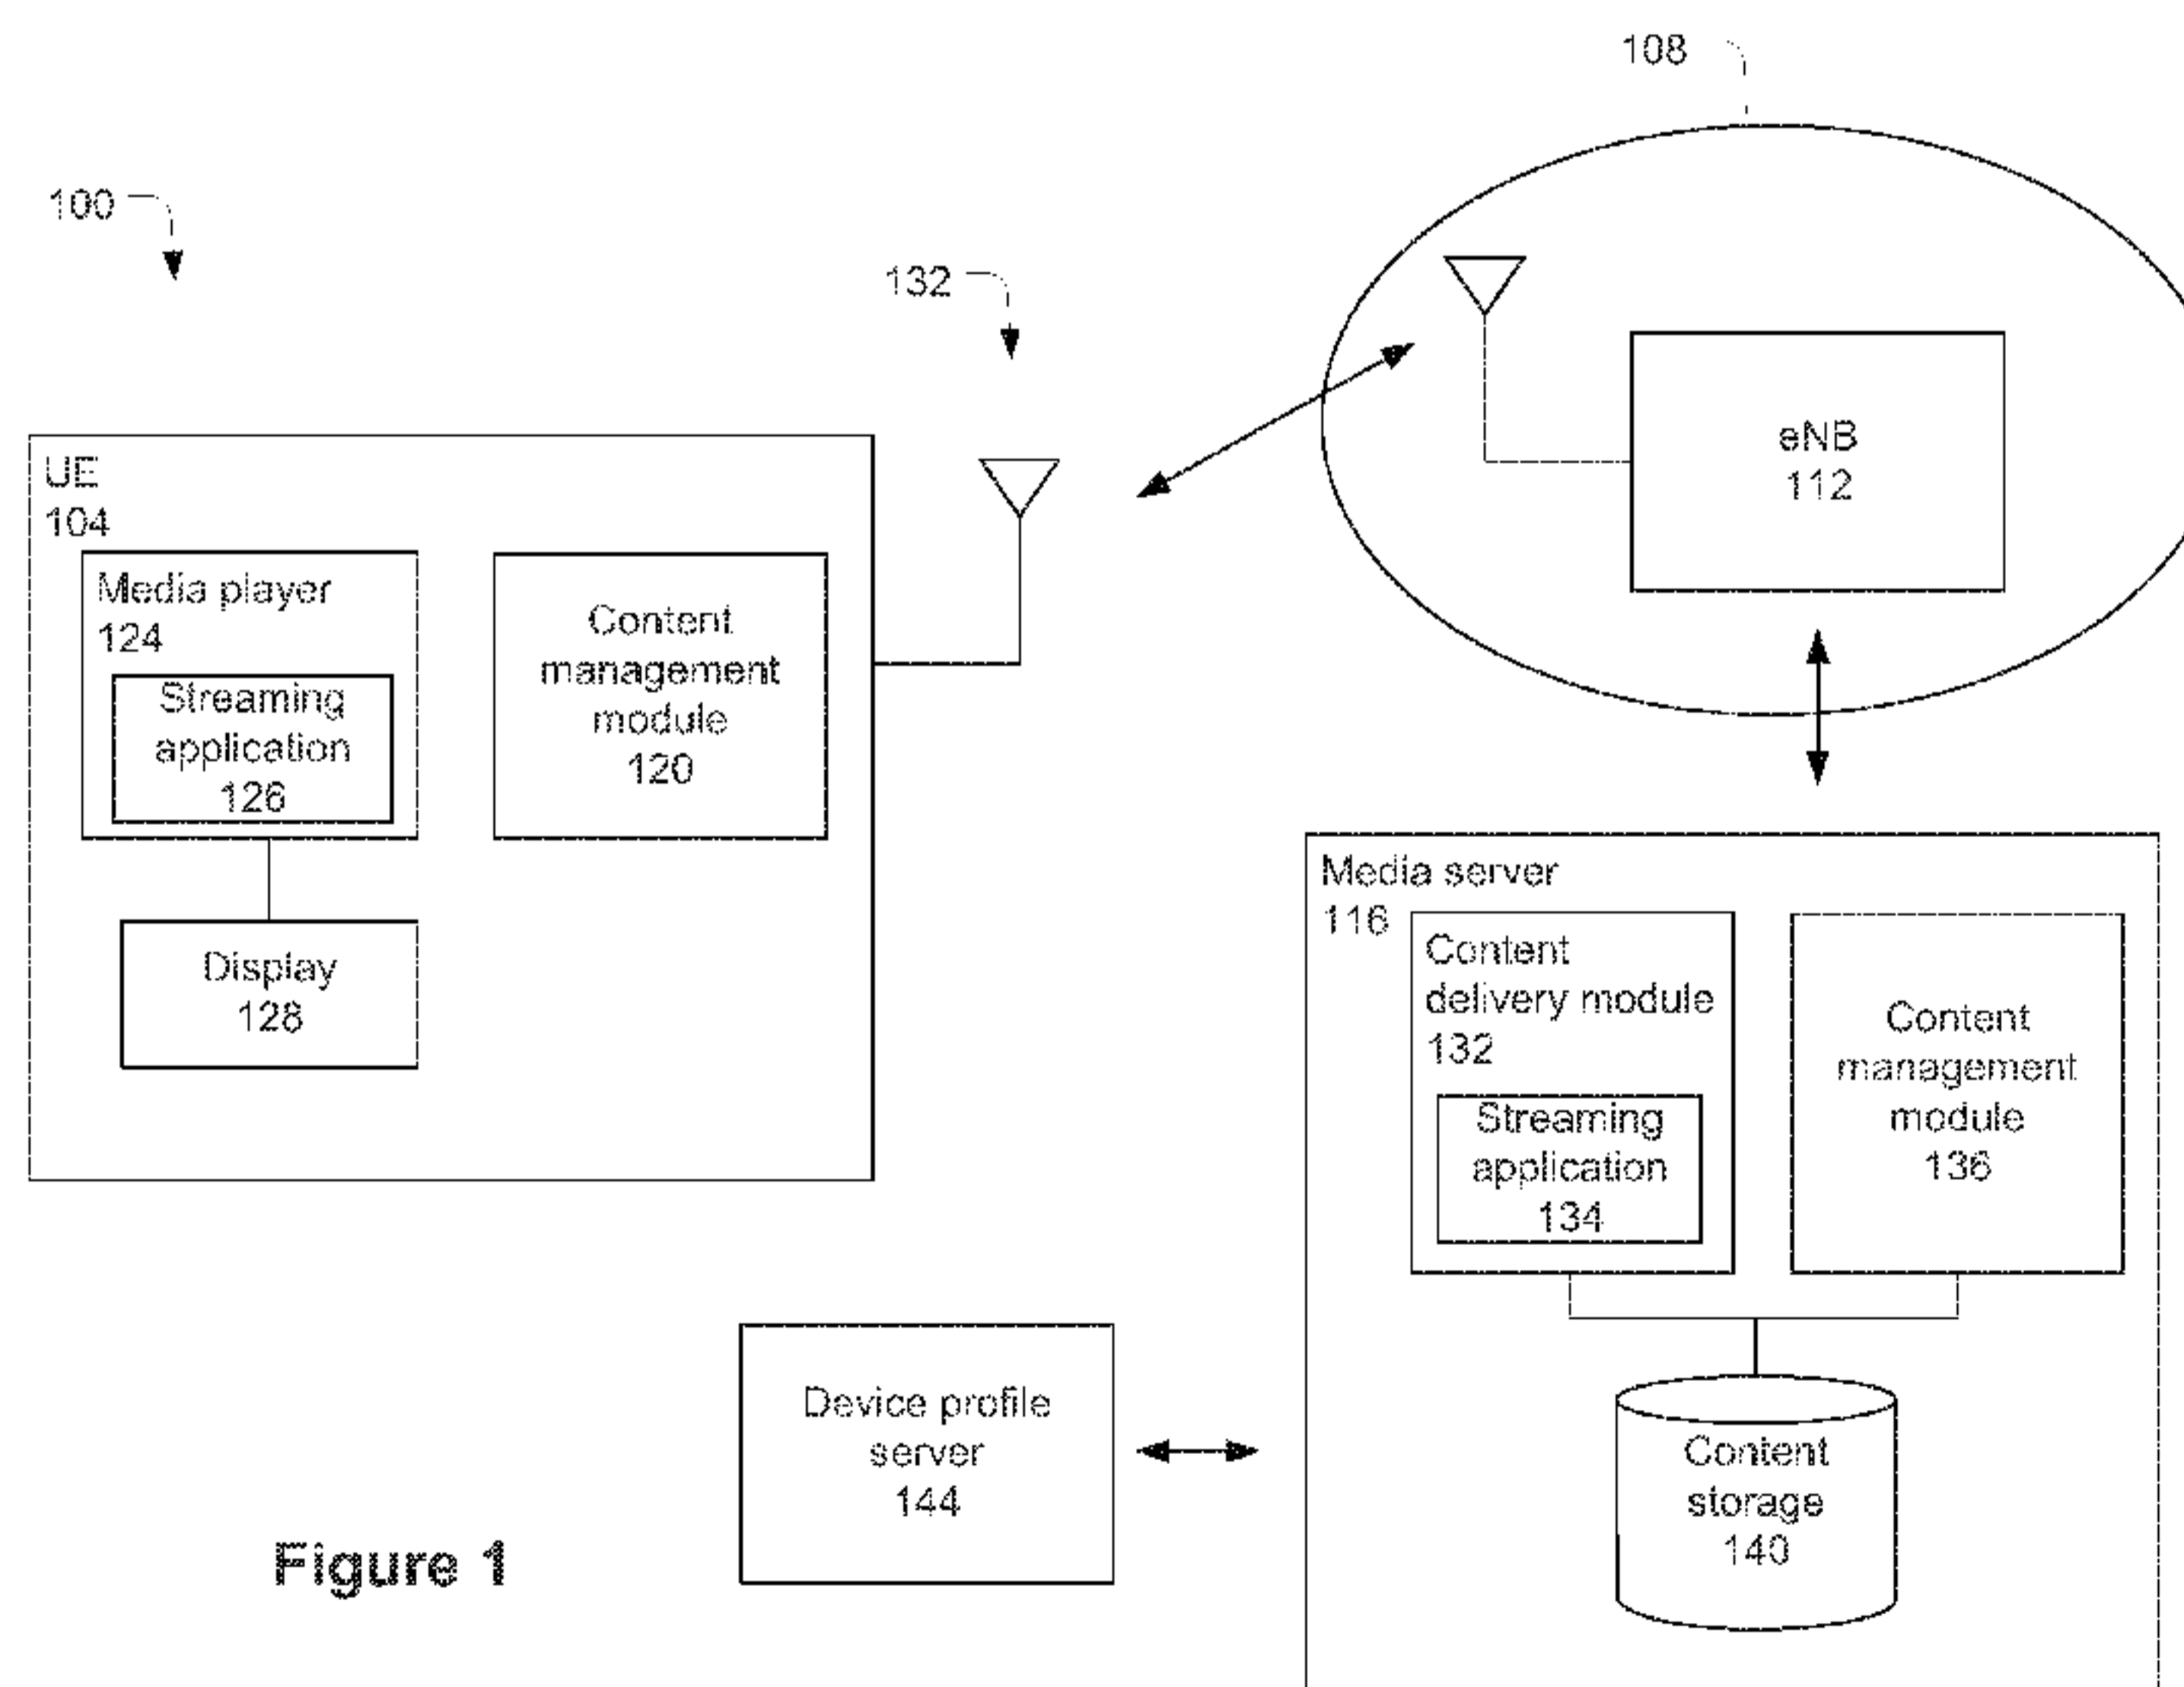 108
100
132
eNB
112
UE
104
Media player
124
Streaming
application
126
Content
management
module
120
Display
128
Media server
116
Content
delivery module
132
Streaming
application
134
Content
management
module
136
Device profile
server
144
Content
storage
140
Figure 1